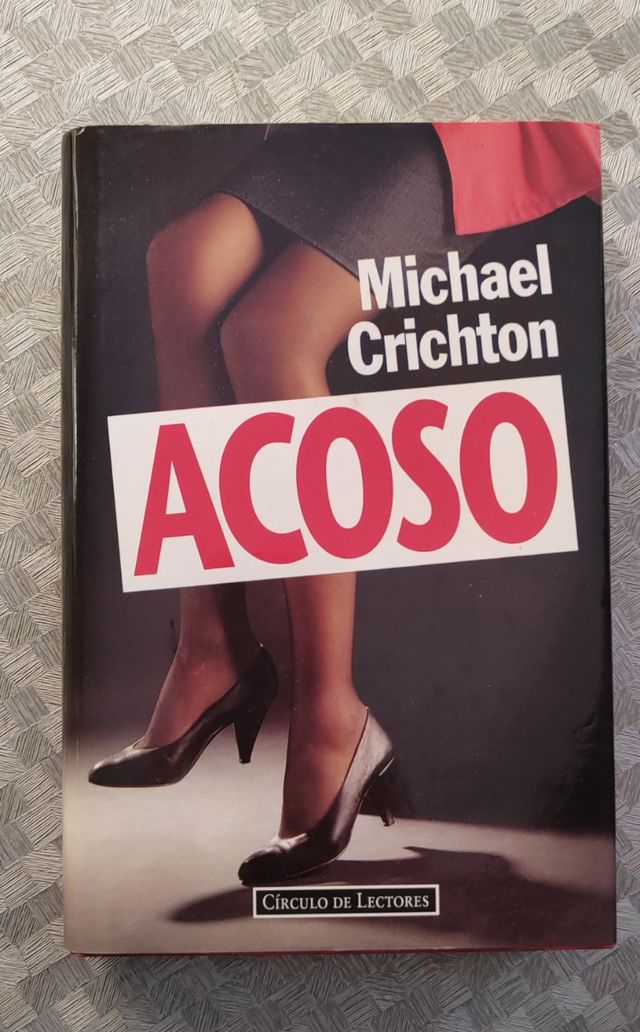 Michael
Crichton
ACOSO
CÍRCULO DE LECTORES